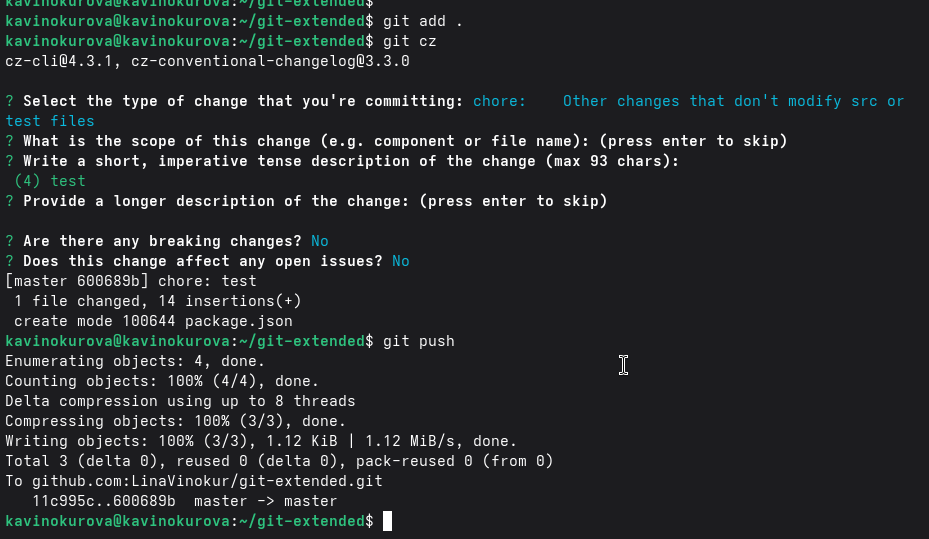 kavinokurova@kavinokurova:~/git-extended$
kavinokurova@kavinokurova:~/git-extended$ git add .
kavinokurova@kavinokurova:~/git-extended$ git cz
cz-cli@4.3.1, cz-conventional-changelog@3.3.0
? Select the type of change that you're committing: chore:    Other changes that don't modify src or
test files
? What is the scope of this change (e.g. component or file name): (press enter to skip)
? Write a short, imperative tense description of the change (max 93 chars):
 (4) test
? Provide a longer description of the change: (press enter to skip)
? Are there any breaking changes? No
? Does this change affect any open issues? No
[master 600689b] chore: test
 1 file changed, 14 insertions(+)
 create mode 100644 package.json
kavinokurova@kavinokurova:~/git-extended$ git push
Enumerating objects: 4, done.
Counting objects: 100% (4/4), done.
Delta compression using up to 8 threads
Compressing objects: 100% (3/3), done.
Writing objects: 100% (3/3), 1.12 KiB | 1.12 MiB/s, done.
Total 3 (delta 0), reused 0 (delta 0), pack-reused 0 (from 0)
To github.com:LinaVinokur/git-extended.git
   11c995c..600689b  master -> master
kavinokurova@kavinokurova:~/git-extended$